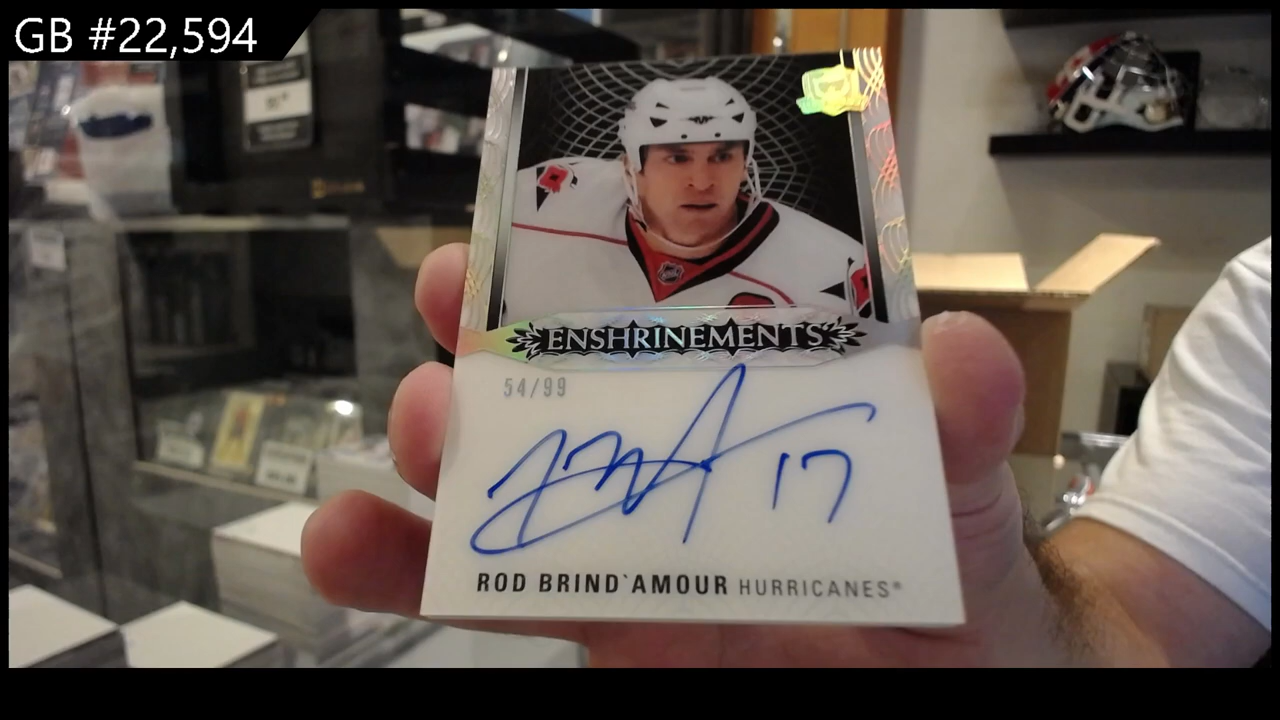 GB #22,594
ENSHRINEMENTS
54/99
17
ROD BRIND'AMOUR HURRICANES®